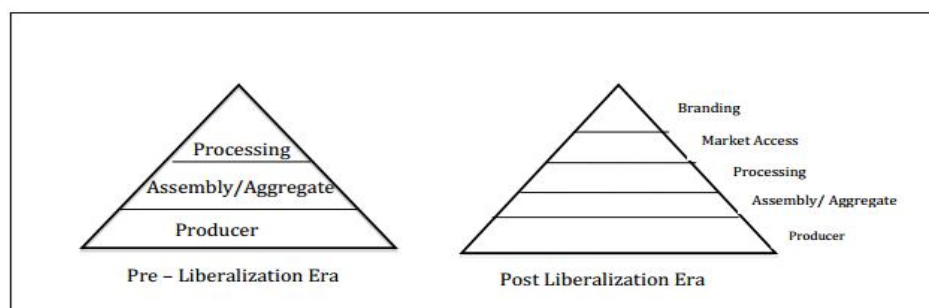 Processing
Assembly/Aggregate
Producer
Pre – Liberalization Era
Branding
Market Access
Processing
Assembly/ Aggregate
Producer
Post Liberalization Era